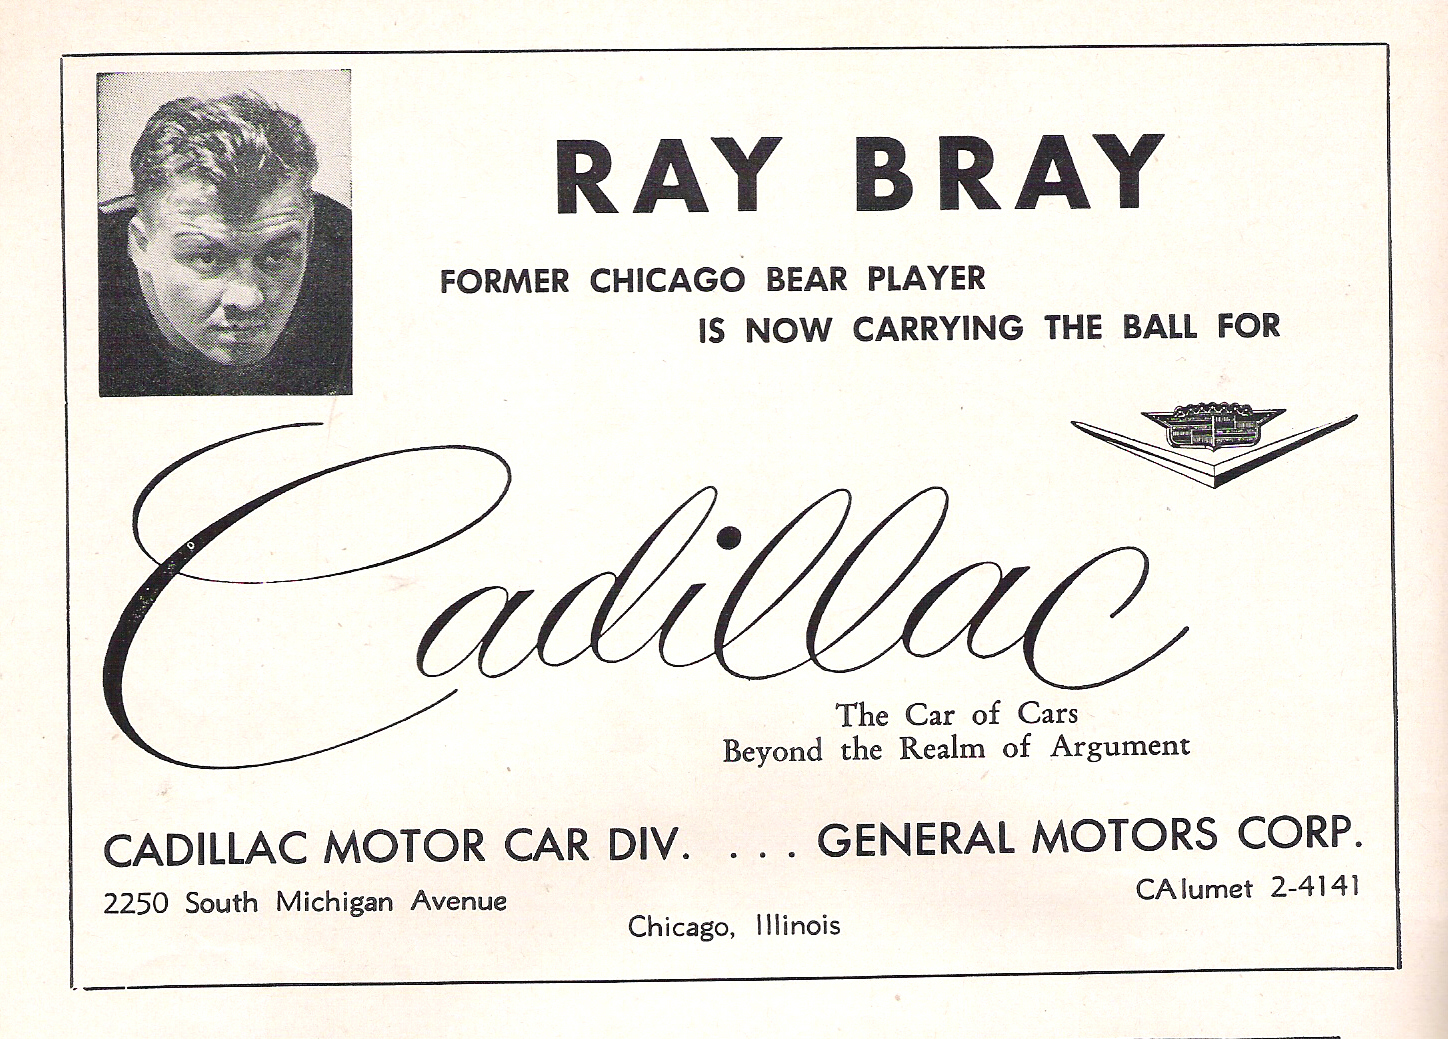 RAY BRAY
FORMER CHICAGO BEAR PLAYER
IS NOW CARRYING THE BALL FOR
Cadillac
The Car of Cars
Beyond the Realm of Argument
CADILLAC MOTOR CAR DIV. . . . GENERAL MOTORS CORP.
2250 South Michigan Avenue
CAlumet 2-4141
Chicago, Illinois